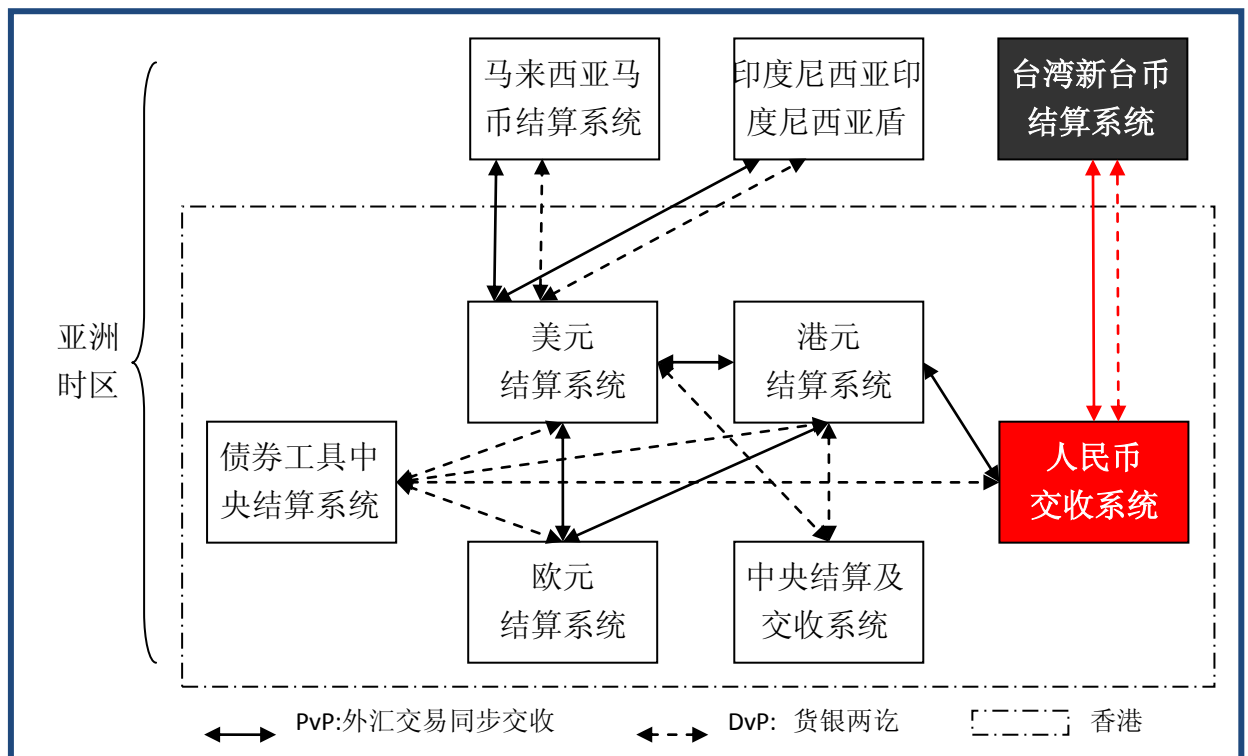 马来西亚马
币结算系统
印度尼西亚印
度尼西亚盾
台湾新台币
结算系统
亚洲
时区
美元
结算系统
港元
结算系统
债券工具中
央结算系统
人民币
交收系统
欧元
结算系统
中央结算及
交收系统
PvP:外汇交易同步交收
DvP: 货银两讫
香港